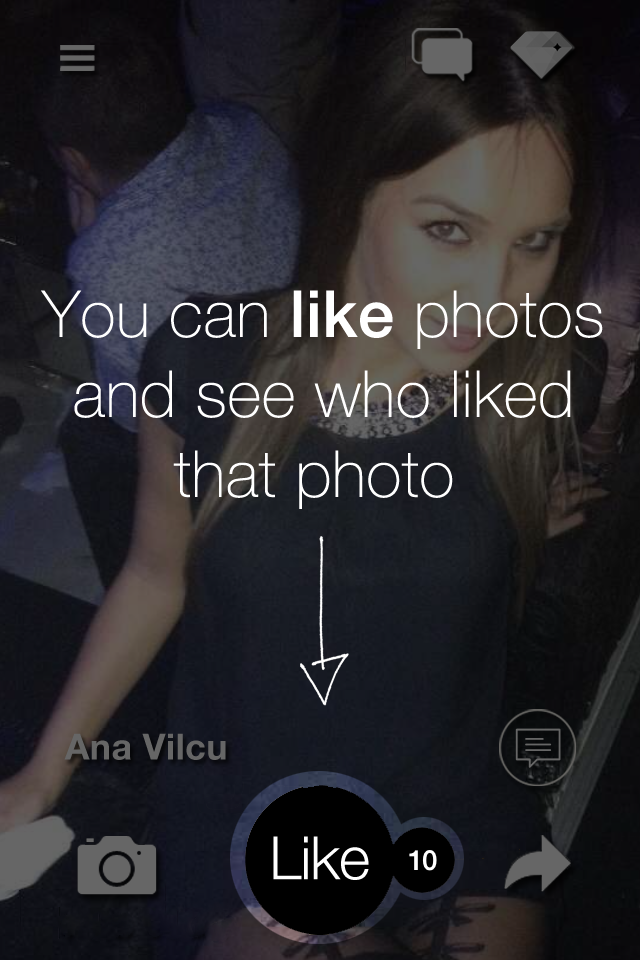 You can like photos
and see who liked
that photo
Ana Vilcu
Like 10